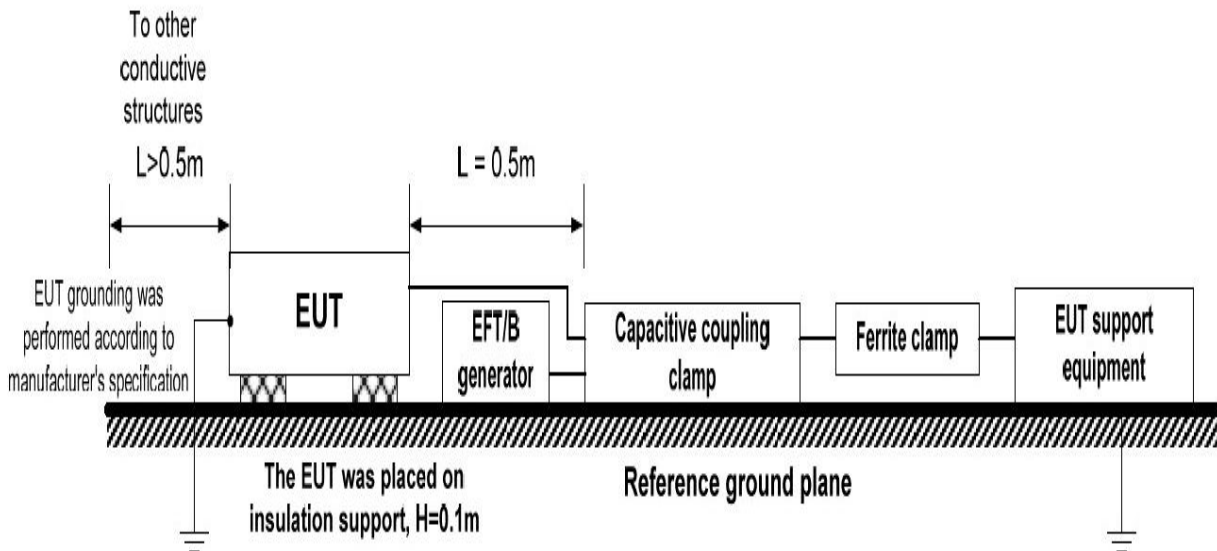 To other
conductive
structures
L>0.5m
L = 0.5m
EUT grounding was
performed according to
manufacturer's specification
EUT
EFT/B
generator
Capacitive coupling
clamp
Ferrite clamp
EUT support
equipment
The EUT was placed on
insulation support, H=0.1m
Reference ground plane